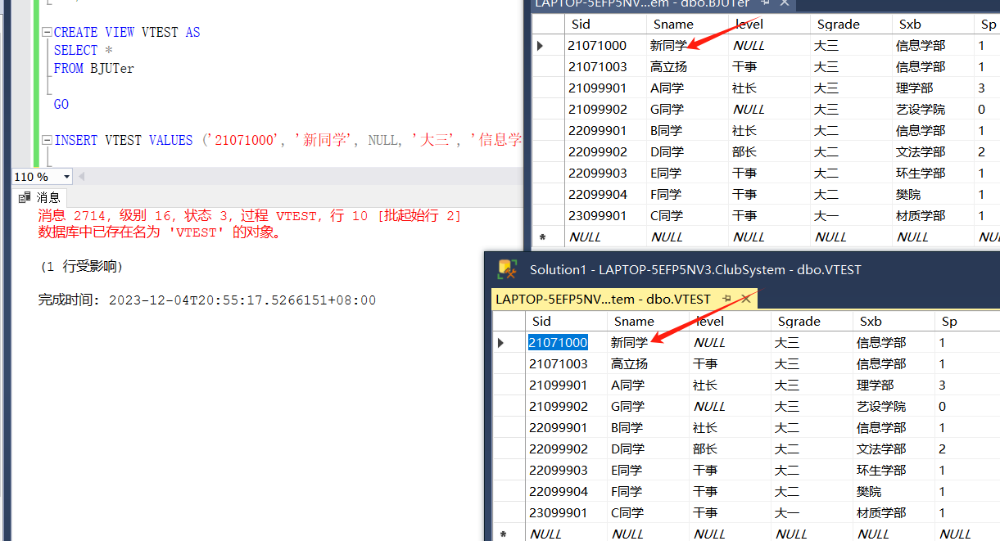 CREATE VIEW VTEST AS
SELECT *
FROM BJUTer
GO
INSERT VTEST VALUES ('21071000', '新同学', NULL, '大三', '信息学
110 %
消息
消息 2714, 级别 16, 状态 3, 过程 VTEST, 行 10 [批起始行 2]
数据库中已存在名为 'VTEST' 的对象。
(1 行受影响)
完成时间: 2023-12-04T20:55:17.5266151+08:00
LAPTOP-5EFP5NV...em - dbo.BJUTer
Sid Sname level Sgrade Sxb Sp
21071000 新同学 NULL 大三 信息学部 1
21071003 高立扬 干事 大三 信息学部 1
21099901 A同学 社长 大三 理学部 3
21099902 G同学 NULL 大三 艺设学院 0
22099901 B同学 社长 大二 信息学部 1
22099902 D同学 部长 大二 文法学部 2
22099903 E同学 干事 大二 环生学部 1
22099904 F同学 干事 大二 樊院 1
23099901 C同学 干事 大一 材质学部 1
* NULL NULL NULL NULL NULL NU
Solution1 - LAPTOP-5EFP5NV3.ClubSystem - dbo.VTEST
LAPTOP-5EFP5NV...tem - dbo.VTEST
Sid Sname level Sgrade Sxb Sp
21071000 新同学 NULL 大三 信息学部 1
21071003 高立扬 干事 大三 信息学部 1
21099901 A同学 社长 大三 理学部 3
21099902 G同学 NULL 大三 艺设学院 0
22099901 B同学 社长 大二 信息学部 1
22099902 D同学 部长 大二 文法学部 2
22099903 E同学 干事 大二 环生学部 1
22099904 F同学 干事 大二 樊院 1
23099901 C同学 干事 大一 材质学部 1
* NULL NULL NULL NULL NULL NULL